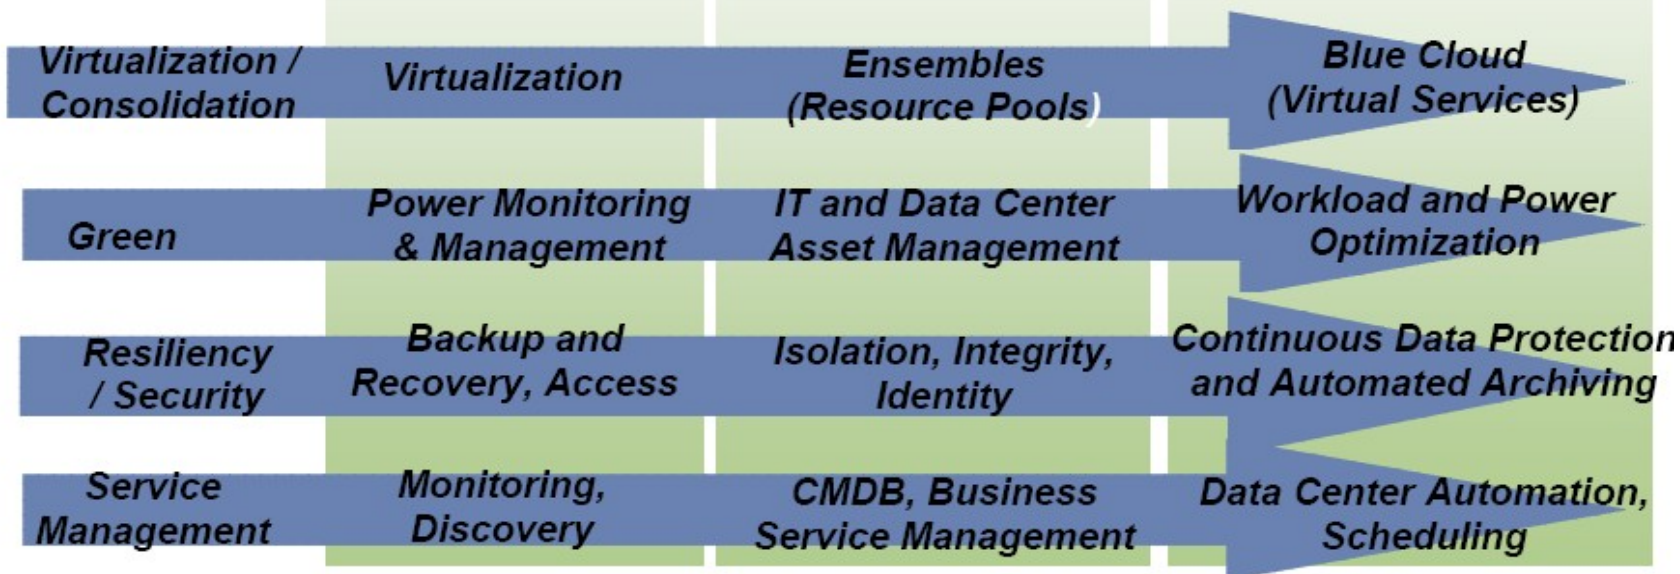 Virtualization /
Consolidation
Virtualization
Ensembles
(Resource Pools)
Blue Cloud
(Virtual Services)
Green
Power Monitoring
& Management
IT and Data Center
Asset Management
Workload and Power
Optimization
Resiliency
/ Security
Backup and
Recovery, Access
Isolation, Integrity,
Identity
Continuous Data Protection
and Automated Archiving
Service
Management
Monitoring,
Discovery
CMDB, Business
Service Management
Data Center Automation,
Scheduling